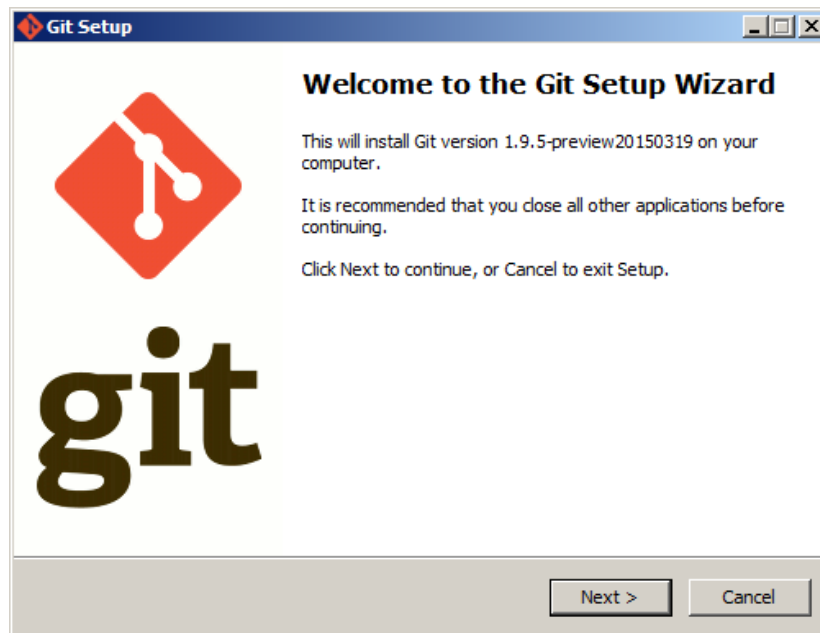 Git Setup
Welcome to the Git Setup Wizard
This will install Git version 1.9.5-preview20150319 on your
computer.
It is recommended that you close all other applications before
continuing.
Click Next to continue, or Cancel to exit Setup.
git
Next >
Cancel